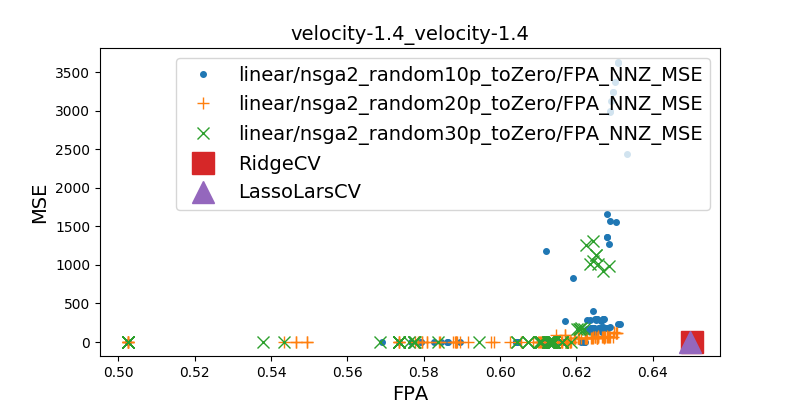 velocity-1.4_velocity-1.4
linear/nsga2_random10p_toZero/FPA_NNZ_MSE
linear/nsga2_random20p_toZero/FPA_NNZ_MSE
linear/nsga2_random30p_toZero/FPA_NNZ_MSE
RidgeCV
LassoLarsCV
MSE
3500
3000
2500
2000
1500
1000
500
0
0.50 0.52 0.54 0.56 0.58 0.60 0.62 0.64
FPA